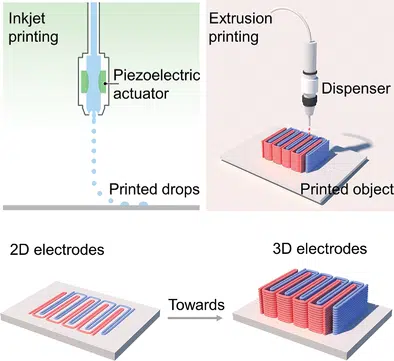 Inkjet
printing
Piezoelectric
actuator
Printed drops
Extrusion
printing
Dispenser
Printed object
2D electrodes
Towards
3D electrodes